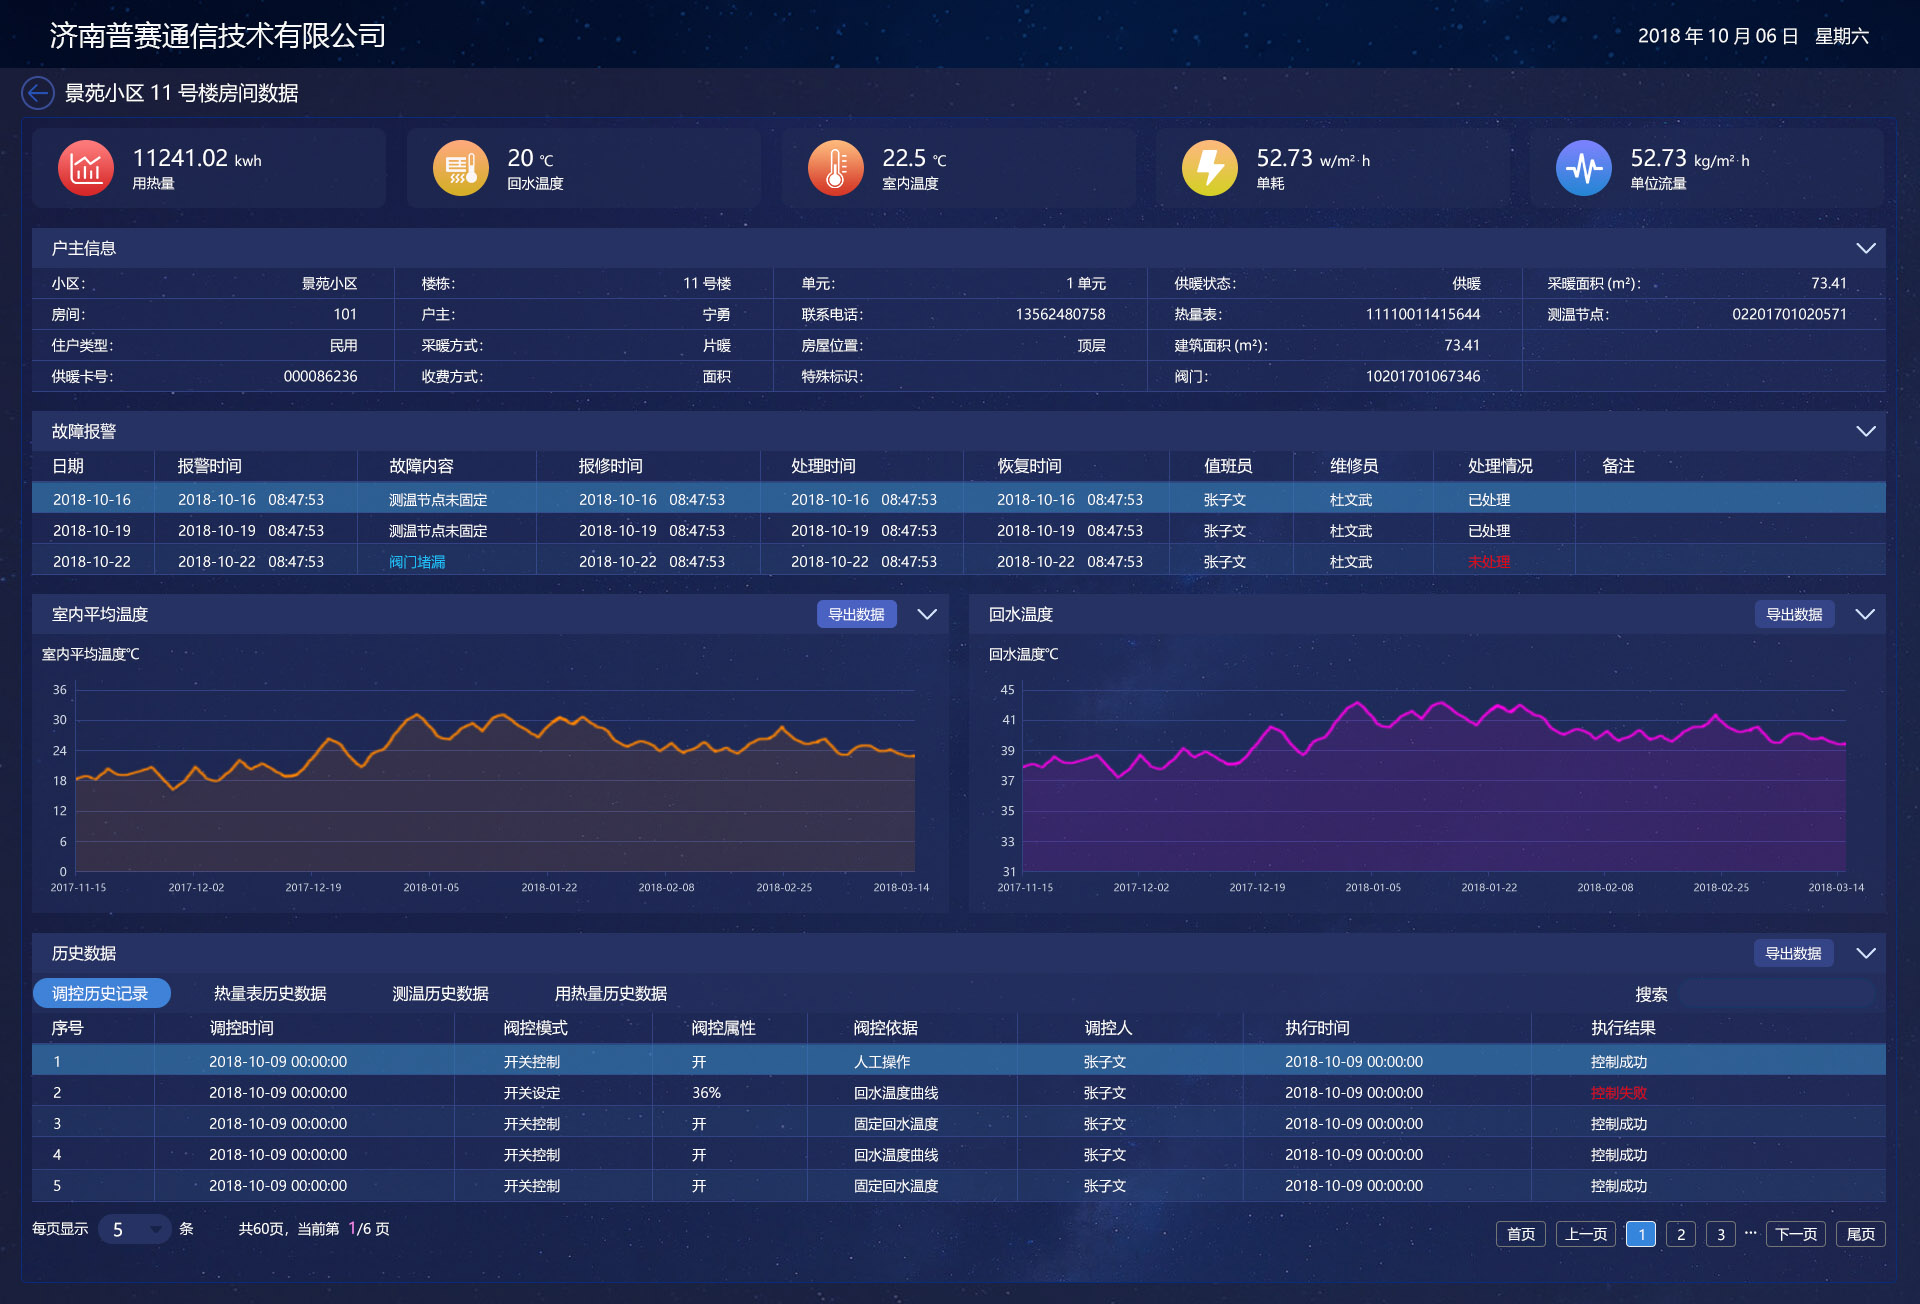 济南普赛通信技术有限公司 2018 年 10 月 06 日 星期六
景苑小区 11 号楼房间数据
11241.02 kwh 20 ℃ 22.5 ℃ 52.73 w/m²·h 52.73 kg/m²·h
用热量 回水温度 室内温度 单耗 单位流量
户主信息
小区: 景苑小区 楼栋: 11 号楼 单元: 1 单元 供暖状态: 供暖 采暖面积 (m²): 73.41
房间: 101 户主: 宁勇 联系电话: 13562480758 热量表: 11110011415644 测温节点: 02201701020571
住户类型: 民用 采暖方式: 片暖 房屋位置: 顶层 建筑面积 (m²): 73.41
供暖卡号: 000086236 收费方式: 面积 特殊标识: 阀门: 10201701067346
故障报警
日期 报警时间 故障内容 报修时间 处理时间 恢复时间 值班员 维修员 处理情况 备注
2018-10-16 2018-10-16 08:47:53 测温节点未固定 2018-10-16 08:47:53 2018-10-16 08:47:53 2018-10-16 08:47:53 张子文 杜文武 已处理
2018-10-19 2018-10-19 08:47:53 测温节点未固定 2018-10-19 08:47:53 2018-10-19 08:47:53 2018-10-19 08:47:53 张子文 杜文武 已处理
2018-10-22 2018-10-22 08:47:53 阀门堵漏 2018-10-22 08:47:53 2018-10-22 08:47:53 2018-10-22 08:47:53 张子文 杜文武 未处理
室内平均温度 导出数据
室内平均温度℃
36
30
24
18
12
6
0
2017-11-15 2017-12-02 2017-12-19 2018-01-05 2018-01-22 2018-02-08 2018-02-25 2018-03-14
回水温度 导出数据
回水温度℃
45
41
39
37
35
33
31
2017-11-15 2017-12-02 2017-12-19 2018-01-05 2018-01-22 2018-02-08 2018-02-25 2018-03-14
历史数据 导出数据
调控历史记录 热量表历史数据 测温历史数据 用热量历史数据 搜索
序号 调控时间 阀控模式 阀控属性 阀控依据 调控人 执行时间 执行结果
1 2018-10-09 00:00:00 开关控制 开 人工操作 张子文 2018-10-09 00:00:00 控制成功
2 2018-10-09 00:00:00 开关设定 36% 回水温度曲线 张子文 2018-10-09 00:00:00 控制失败
3 2018-10-09 00:00:00 开关控制 开 固定回水温度 张子文 2018-10-09 00:00:00 控制成功
4 2018-10-09 00:00:00 开关控制 开 回水温度曲线 张子文 2018-10-09 00:00:00 控制成功
5 2018-10-09 00:00:00 开关控制 开 固定回水温度 张子文 2018-10-09 00:00:00 控制成功
每页显示 5 条 共60页，当前第 1/6 页 首页 上一页 1 2 3 ··· 下一页 尾页